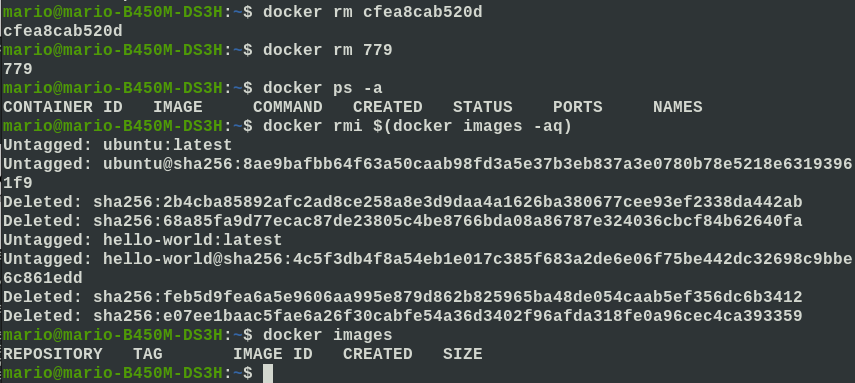 mario@mario-B450M-DS3H:~$ docker rm cfea8cab520d
cfea8cab520d
mario@mario-B450M-DS3H:~$ docker rm 779
779
mario@mario-B450M-DS3H:~$ docker ps -a
CONTAINER ID   IMAGE     COMMAND   CREATED   STATUS    PORTS     NAMES
mario@mario-B450M-DS3H:~$ docker rmi $(docker images -aq)
Untagged: ubuntu:latest
Untagged: ubuntu@sha256:8ae9bafbb64f63a50caab98fd3a5e37b3eb837a3e0780b78e5218e6319396
1f9
Deleted: sha256:2b4cba85892afc2ad8ce258a8e3d9daa4a1626ba380677cee93ef2338da442ab
Deleted: sha256:68a85fa9d77ecac87de23805c4be8766bda08a86787e324036cbcf84b62640fa
Untagged: hello-world:latest
Untagged: hello-world@sha256:4c5f3db4f8a54eb1e017c385f683a2de6e06f75be442dc32698c9bbe
6c861edd
Deleted: sha256:feb5d9fea6a5e9606aa995e879d862b825965ba48de054caab5ef356dc6b3412
Deleted: sha256:e07ee1baac5fae6a26f30cabfe54a36d3402f96afda318fe0a96cec4ca393359
mario@mario-B450M-DS3H:~$ docker images
REPOSITORY   TAG       IMAGE ID   CREATED   SIZE
mario@mario-B450M-DS3H:~$